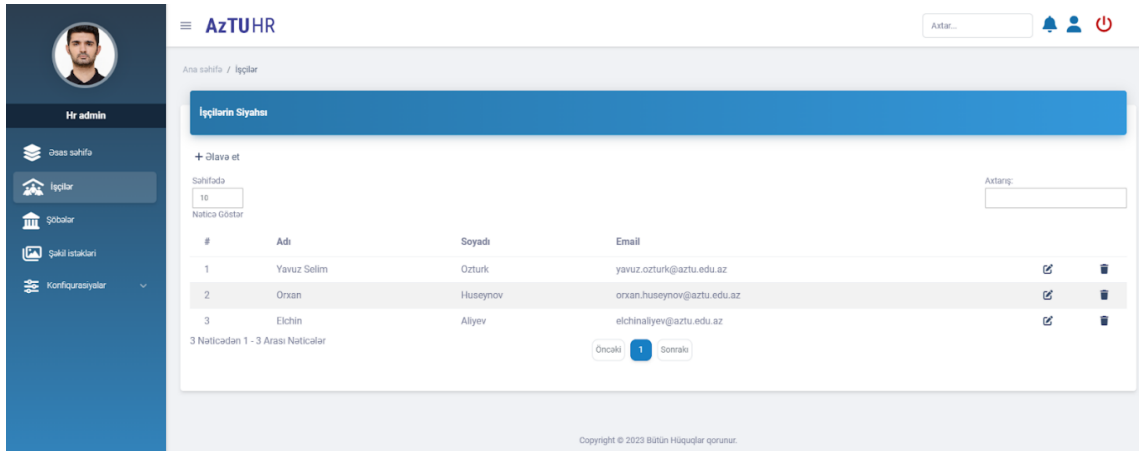 AzTUHR
Axtar...
Ana səhifə / İşçilər
Hr admin
Əsas səhifə
İşçilər
Şöbələr
Şəkil istəkləri
Konfiqurasiyalar
İşçilərin Siyahsı
+ Əlavə et
Səhifədə
10
Nəticə Göstər
Axtarış:
# Adı Soyadı Email
1 Yavuz Selim Ozturk yavuz.ozturk@aztu.edu.az
2 Orxan Huseynov orxan.huseynov@aztu.edu.az
3 Elchin Aliyev elchinaliyev@aztu.edu.az
3 Nəticədən 1 - 3 Arası Nəticələr
Öncəki 1 Sonrakı
Copyright © 2023 Bütün Hüquqlar qorunur.